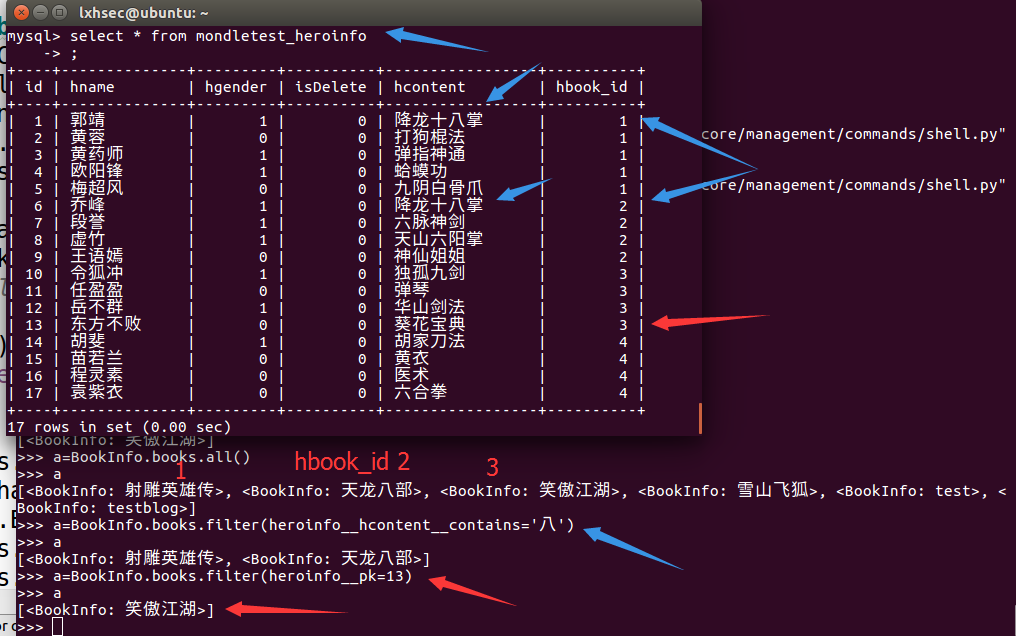 lxhsec@ubuntu: ~
mysql> select * from mondletest_heroinfo
    -> ;
+----+--------------+---------+----------+-----------------+----------+
| id | hname        | hgender | isDelete | hcontent        | hbook_id |
+----+--------------+---------+----------+-----------------+----------+
|  1 | 郭靖 | 1 | 0 | 降龙十八掌 | 1 |
|  2 | 黄蓉 | 0 | 0 | 打狗棍法 | 1 |
|  3 | 黄药师 | 1 | 0 | 弹指神通 | 1 |
|  4 | 欧阳锋 | 1 | 0 | 蛤蟆功 | 1 |
|  5 | 梅超风 | 0 | 0 | 九阴白骨爪 | 1 |
|  6 | 乔峰 | 1 | 0 | 降龙十八掌 | 2 |
|  7 | 段誉 | 1 | 0 | 六脉神剑 | 2 |
|  8 | 虚竹 | 1 | 0 | 天山六阳掌 | 2 |
|  9 | 王语嫣 | 0 | 0 | 神仙姐姐 | 2 |
| 10 | 令狐冲 | 1 | 0 | 独孤九剑 | 3 |
| 11 | 任盈盈 | 0 | 0 | 弹琴 | 3 |
| 12 | 岳不群 | 1 | 0 | 华山剑法 | 3 |
| 13 | 东方不败 | 0 | 0 | 葵花宝典 | 3 |
| 14 | 胡斐 | 1 | 0 | 胡家刀法 | 4 |
| 15 | 苗若兰 | 0 | 0 | 黄衣 | 4 |
| 16 | 程灵素 | 0 | 0 | 医术 | 4 |
| 17 | 袁紫衣 | 0 | 0 | 六合拳 | 4 |
+----+--------------+---------+----------+-----------------+----------+
17 rows in set (0.00 sec)
core/management/commands/shell.py"
core/management/commands/shell.py"
[<BookInfo: 笑傲江湖>]
>>> a=BookInfo.books.all()
1 hbook_id 2 3
>>> a
[<BookInfo: 射雕英雄传>, <BookInfo: 天龙八部>, <BookInfo: 笑傲江湖>, <BookInfo: 雪山飞狐>, <BookInfo: test>, <
BookInfo: testblog>]
>>> a=BookInfo.books.filter(heroinfo__hcontent__contains='八')
>>> a
[<BookInfo: 射雕英雄传>, <BookInfo: 天龙八部>]
>>> a=BookInfo.books.filter(heroinfo__pk=13)
>>> a
[<BookInfo: 笑傲江湖>]
>>>